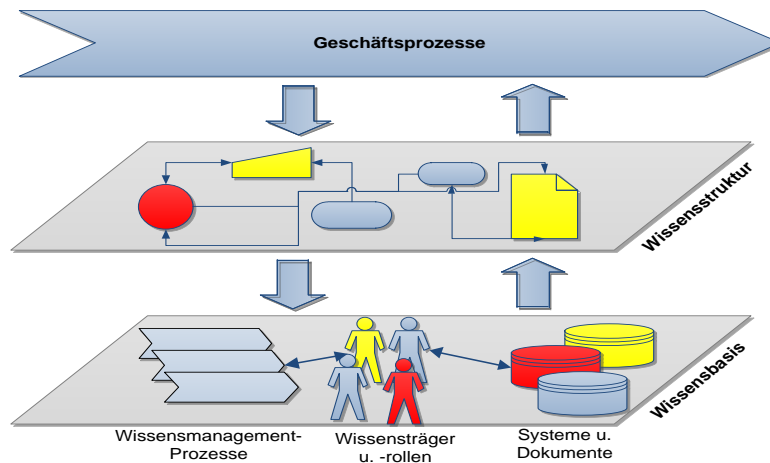 Geschäftsprozesse
Wissensstruktur
Wissensbasis
Wissensmanagement-
Prozesse
Wissensträger
u. -rollen
Systeme u.
Dokumente